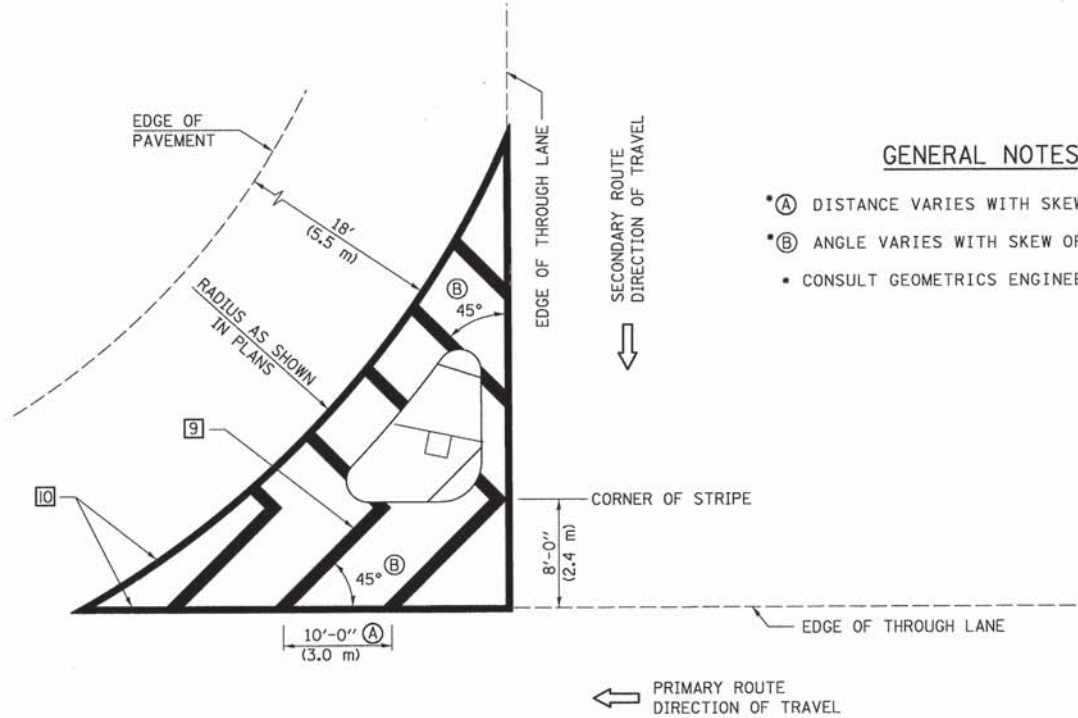 EDGE OF
PAVEMENT
18'
(5.5 m)
RADIUS AS SHOWN
IN PLANS
9
10
B
45°
EDGE OF THROUGH LANE
SECONDARY ROUTE
DIRECTION OF TRAVEL
GENERAL NOTES
*A DISTANCE VARIES WITH SKEW
*B ANGLE VARIES WITH SKEW OF
• CONSULT GEOMETRICS
CORNER OF STRIPE
8'-0"
(2.4 m)
45° B
10'-0" A
(3.0 m)
EDGE OF THROUGH LANE
PRIMARY ROUTE
DIRECTION OF TRAVEL